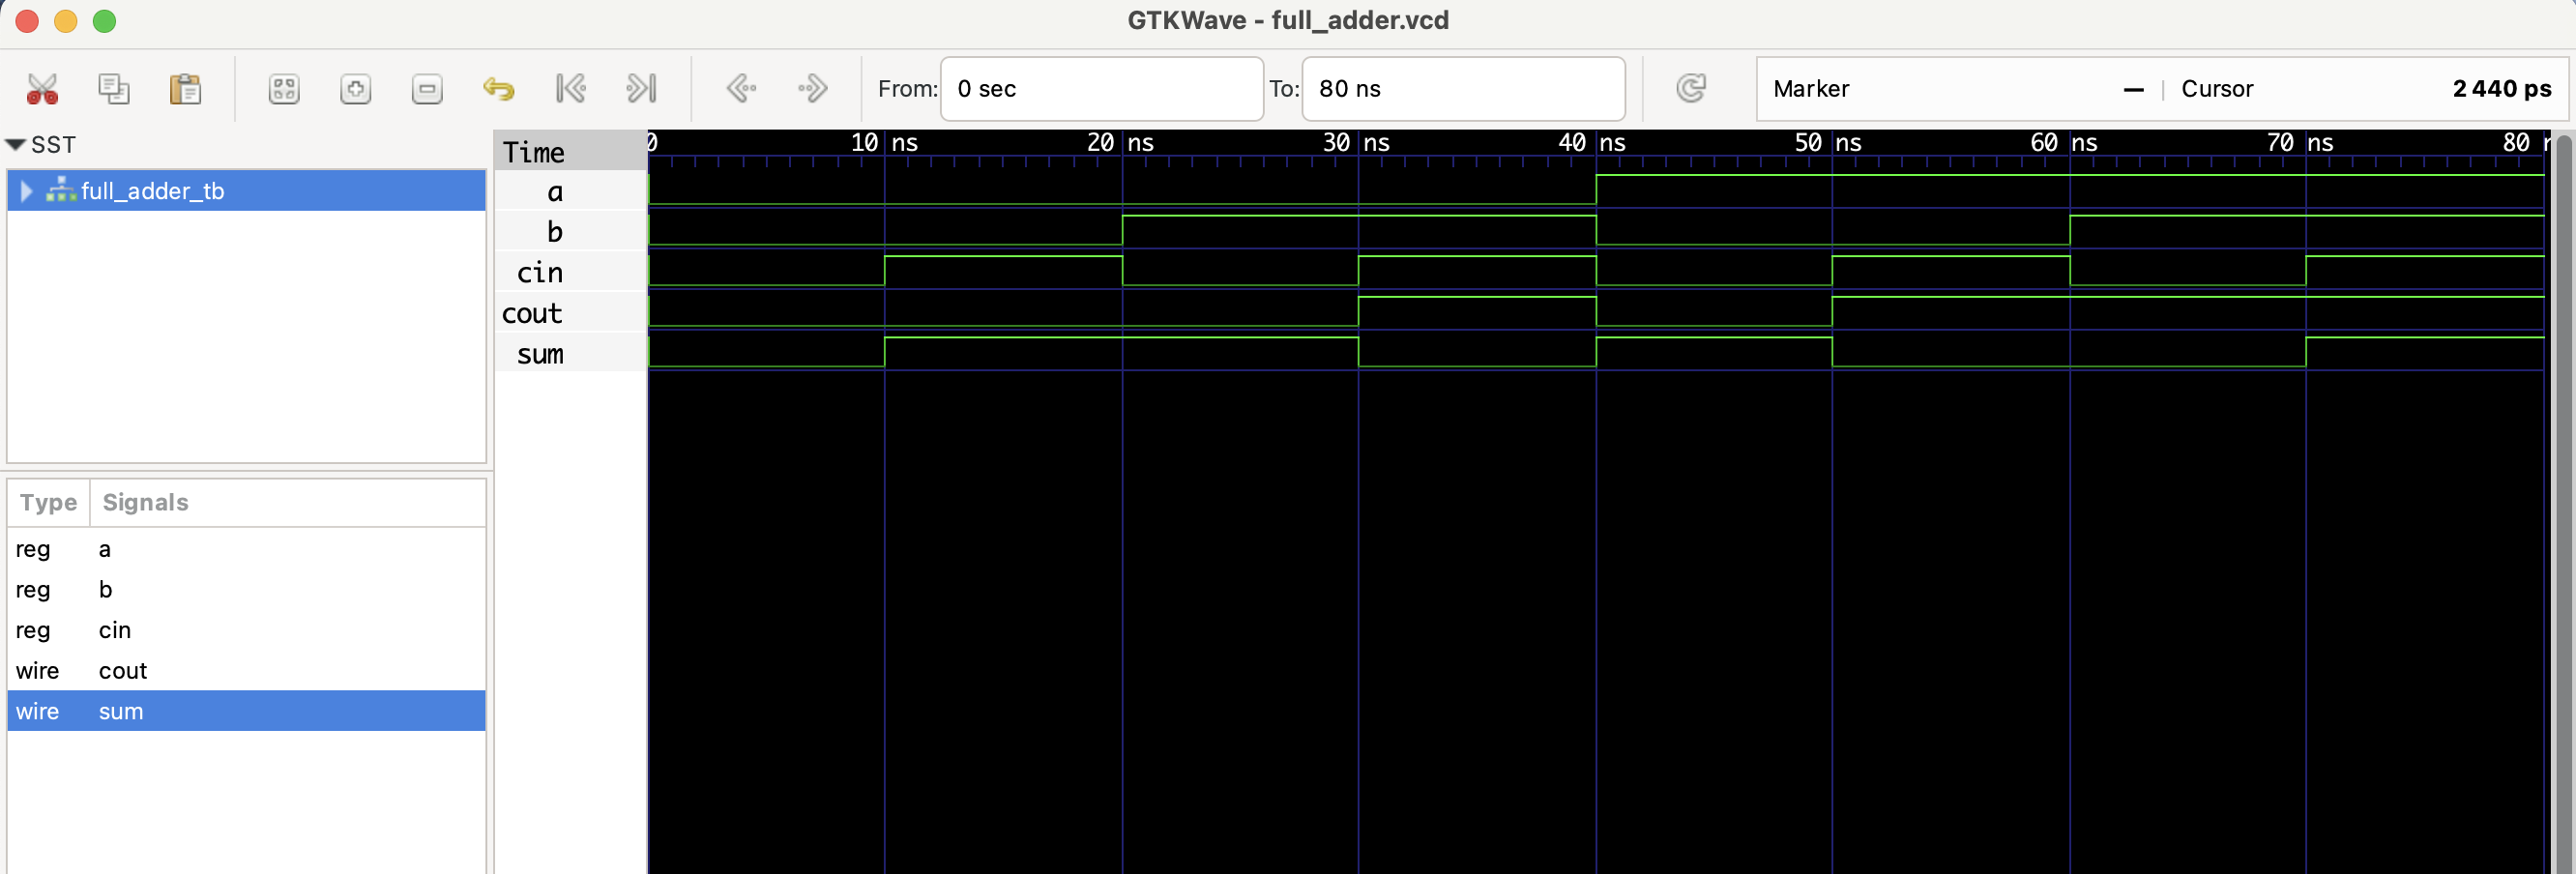 GTKWave - full_adder.vcd
From: 0 sec To: 80 ns Marker — | Cursor 2 440 ps
SST
full_adder_tb
Type Signals
reg a
reg b
reg cin
wire cout
wire sum
Time 0 10 ns 20 ns 30 ns 40 ns 50 ns 60 ns 70 ns 80
a
b
cin
cout
sum